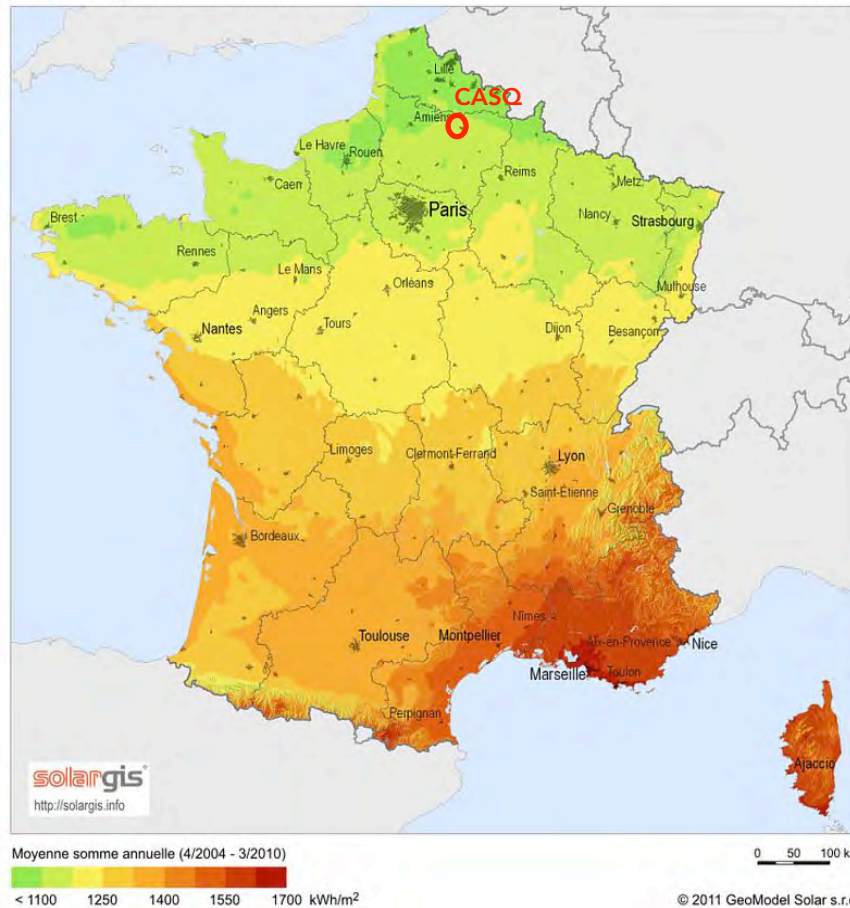 Lille
CASQ
Amiens
Le Havre
Rouen
Caen
Reims
Metz
Paris
Nancy
Strasbourg
Brest
Rennes
Le Mans
Orléans
Mulhouse
Angers
Nantes
Tours
Dijon
Besançon
Limoges
Clermont-Ferrand
Lyon
Saint-Étienne
Grenoble
Bordeaux
Nîmes
Toulouse
Montpellier
Aix-en-Provence
Nice
Marseille
Toulon
Perpignan
Ajaccio
solargis
http://solargis.info
Moyenne somme annuelle (4/2004 - 3/2010)
0 50 100 k
< 1100 1250 1400 1550 1700 kWh/m²
© 2011 GeoModel Solar s.r.o